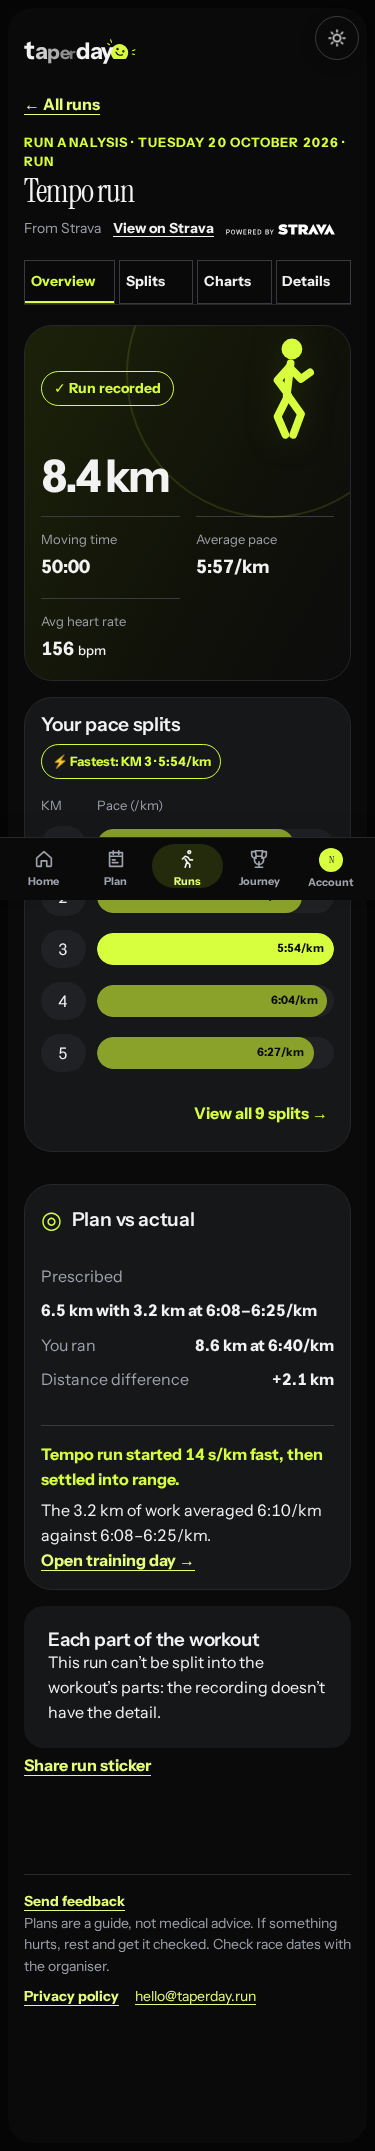 taperday
← All runs
RUN ANALYSIS · TUESDAY 20 OCTOBER 2026 ·
RUN
Tempo run
From Strava View on Strava POWERED BY STRAVA
Overview Splits Charts Details
✓ Run recorded
8.4 km
Moving time Average pace
50:00 5:57/km
Avg heart rate
156 bpm
Your pace splits
⚡ Fastest: KM 3 · 5:54/km
KM Pace (/km)
Home Plan Runs Journey N Account
3 5:54/km
4 6:04/km
5 6:27/km
View all 9 splits →
Plan vs actual
Prescribed
6.5 km with 3.2 km at 6:08–6:25/km
You ran 8.6 km at 6:40/km
Distance difference +2.1 km
Tempo run started 14 s/km fast, then
settled into range.
The 3.2 km of work averaged 6:10/km
against 6:08–6:25/km.
Open training day →
Each part of the workout
This run can’t be split into the
workout’s parts: the recording doesn’t
have the detail.
Share run sticker
Send feedback
Plans are a guide, not medical advice. If something
hurts, rest and get it checked. Check race dates with
the organiser.
Privacy policy hello@taperday.run